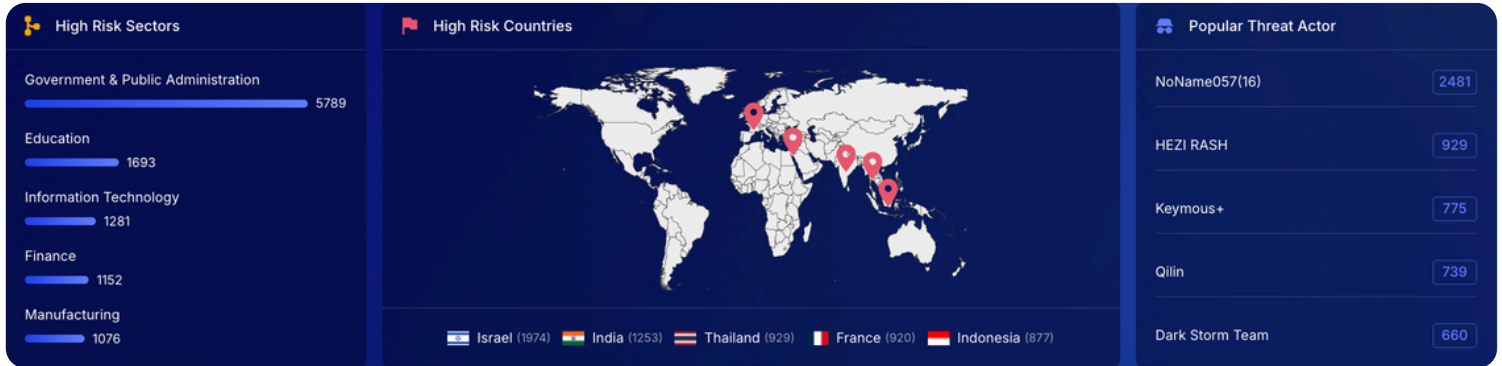 High Risk Sectors
Government & Public Administration
5789
Education
1693
Information Technology
1281
Finance
1152
Manufacturing
1076
High Risk Countries
Israel (1974) India (1253) Thailand (929) France (920) Indonesia (877)
Popular Threat Actor
NoName057(16) 2481
HEZI RASH 929
Keymous+ 775
Qilin 739
Dark Storm Team 660